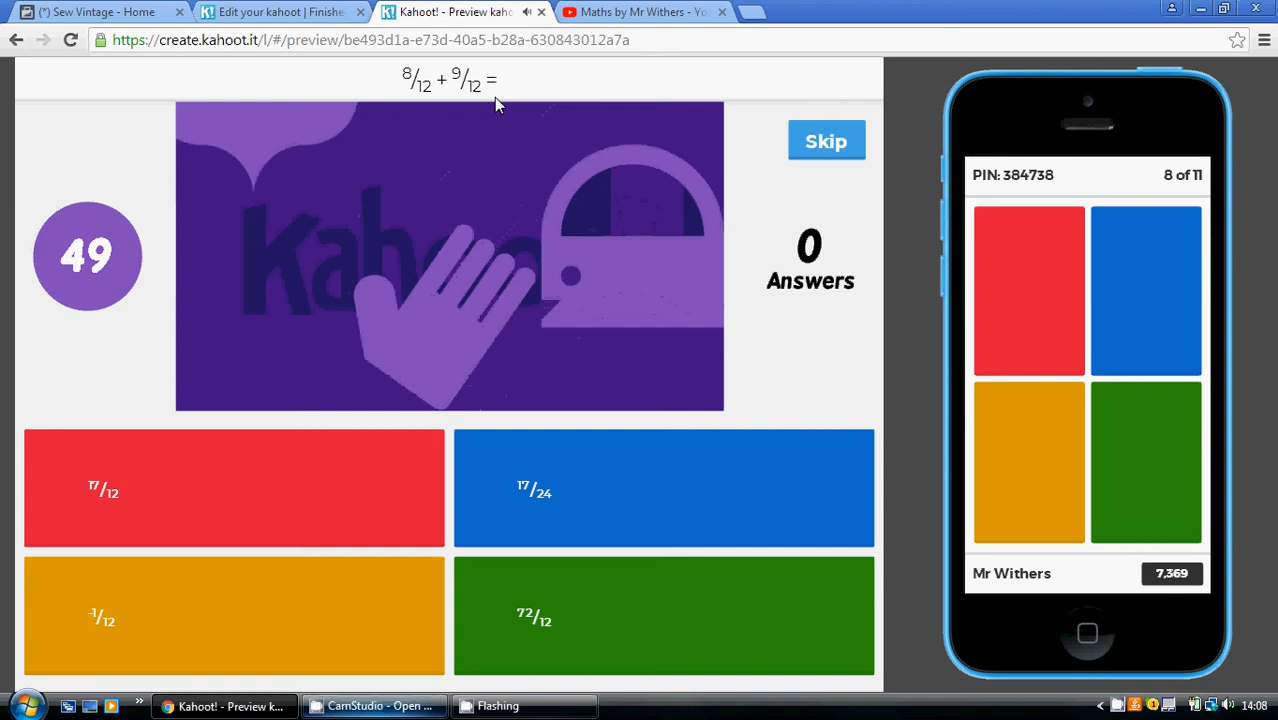 (*) Sew Vintage - Home
Edit your kahoot | Finishe
Kahoot! - Preview kaho
Maths by Mr Withers - Yo
https://create.kahoot.it/l/#/preview/be493d1a-e73d-40a5-b28a-630843012a7a
8/12 + 9/12 =
Skip
49
Kahoo
0
Answers
17/12
17/24
-1/12
72/12
PIN: 384738
8 of 11
Mr Withers
7,369
Kahoot! - Preview k...
CamStudio - Open ...
Flashing
14:08